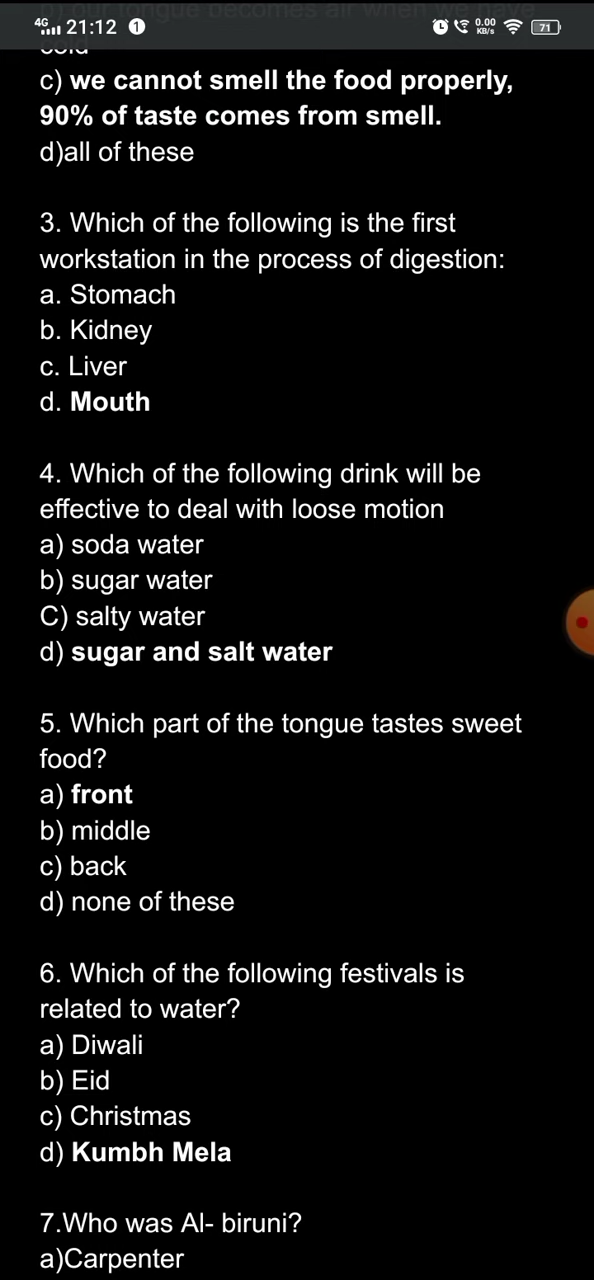 4G 21:12 1 0.00 KB/s 71
c) we cannot smell the food properly,
90% of taste comes from smell.
d)all of these
3. Which of the following is the first
workstation in the process of digestion:
a. Stomach
b. Kidney
c. Liver
d. Mouth
4. Which of the following drink will be
effective to deal with loose motion
a) soda water
b) sugar water
C) salty water
d) sugar and salt water
5. Which part of the tongue tastes sweet
food?
a) front
b) middle
c) back
d) none of these
6. Which of the following festivals is
related to water?
a) Diwali
b) Eid
c) Christmas
d) Kumbh Mela
7.Who was Al- biruni?
a)Carpenter